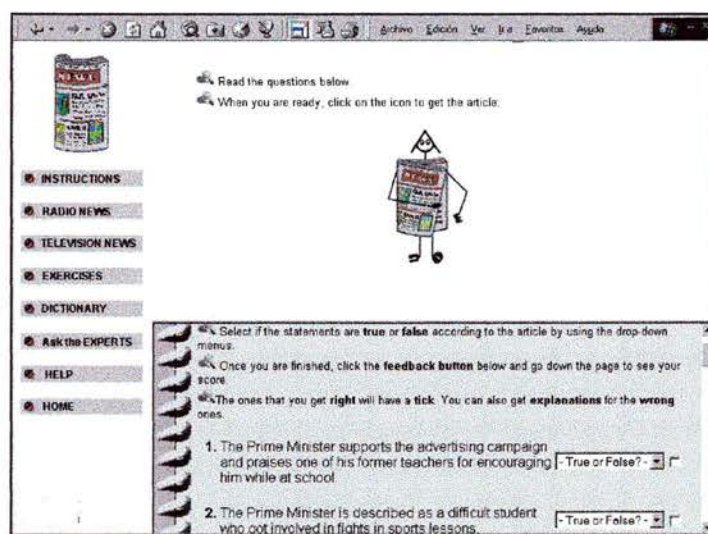 Archivo Edición Ver Ir a Favoritos Ayuda
NEWS
INSTRUCTIONS
RADIO NEWS
TELEVISION NEWS
EXERCISES
DICTIONARY
Ask the EXPERTS
HELP
HOME
Read the questions below
When you are ready, click on the icon to get the article:
Select if the statements are true or false according to the article by using the drop-down
menus.
Once you are finished, click the feedback button below and go down the page to see your
score
The ones that you get right will have a tick. You can also get explanations for the wrong
ones.
1. The Prime Minister supports the advertising campaign
and praises one of his former teachers for encouraging
him while at school
- True or False? -
2. The Prime Minister is described as a difficult student
who got involved in fights in sports lessons.
- True or False? -